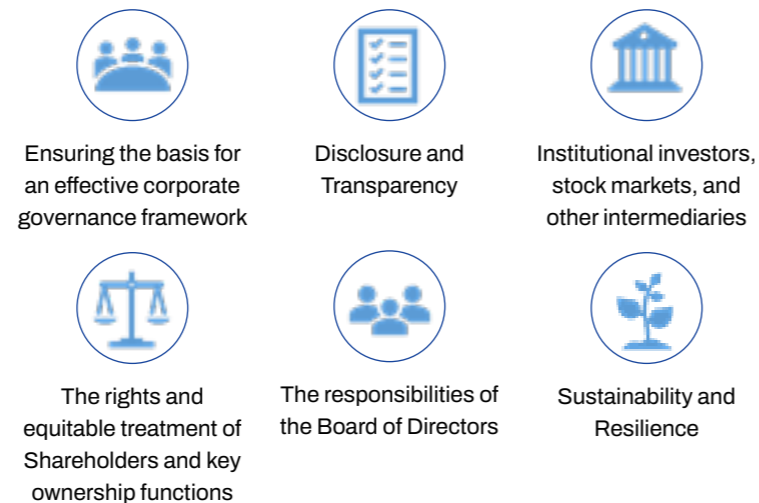 Ensuring the basis for
an effective corporate
governance framework
Disclosure and
Transparency
Institutional investors,
stock markets, and
other intermediaries
The rights and
equitable treatment of
Shareholders and key
ownership functions
The responsibilities of
the Board of Directors
Sustainability and
Resilience